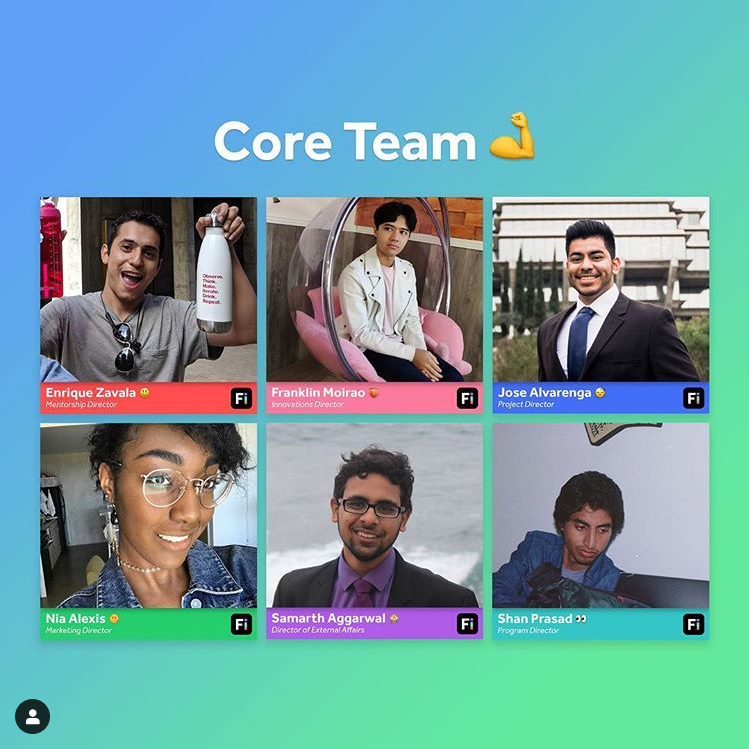 Core Team 💪
Observe.
Think.
Make.
Iterate.
Drink.
Repeat.
Enrique Zavala 😃
Mentorship Director
Fi
Franklin Moirao 🍑
Innovations Director
Fi
Jose Alvarenga 😴
Project Director
Fi
Nia Alexis 🌞
Marketing Director
Fi
Samarth Aggarwal
Director of External Affairs
Fi
Shan Prasad 👀
Program Director
Fi